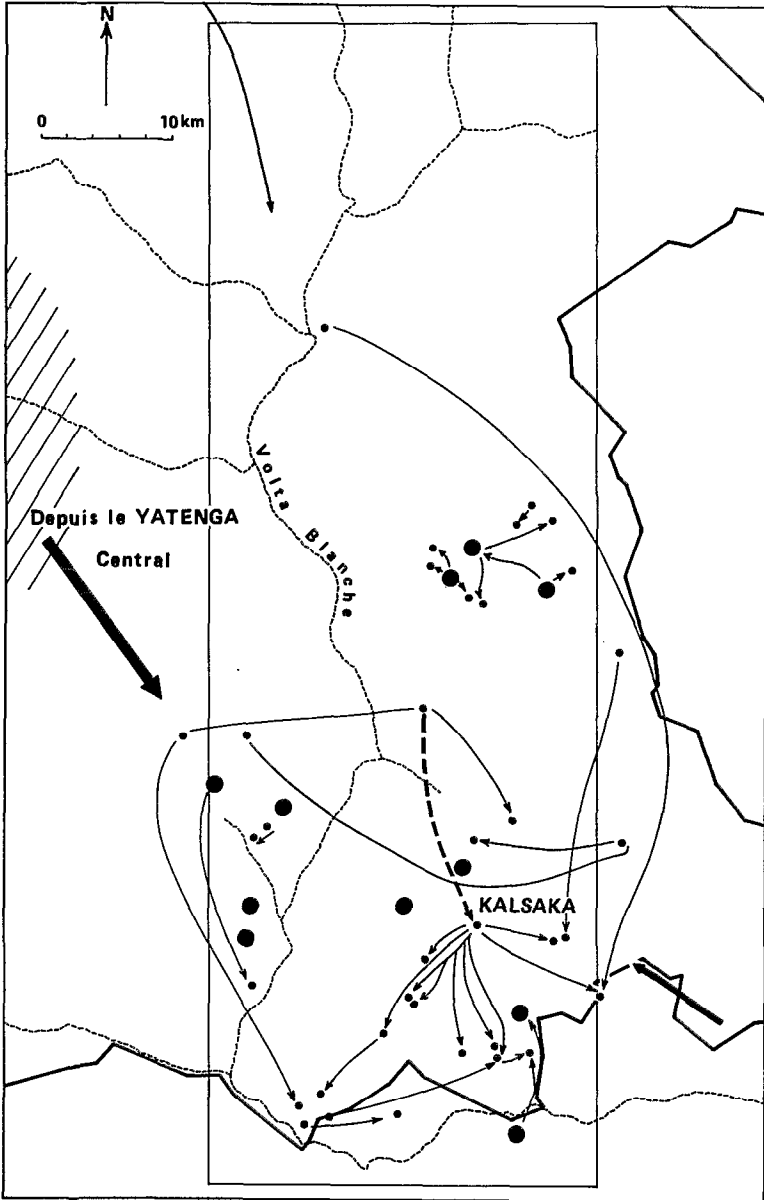 N
0 10km
Volta Blanche
Depuis le YATENGA
Central
KALSAKA